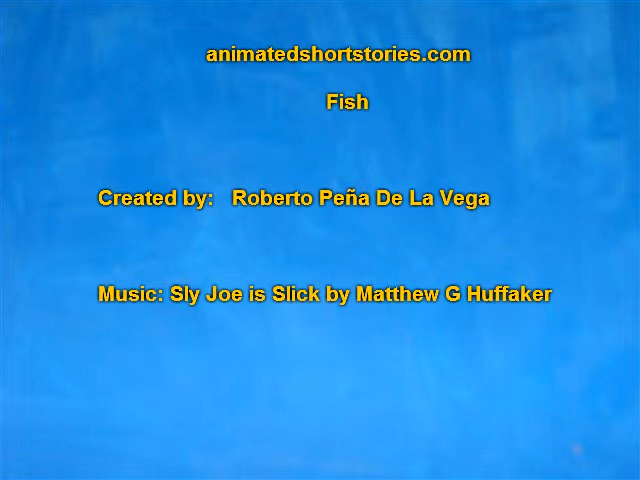 animatedshortstories.com
Fish
Created by: Roberto Peña De La Vega
Music: Sly Joe is Slick by Matthew G Huffaker